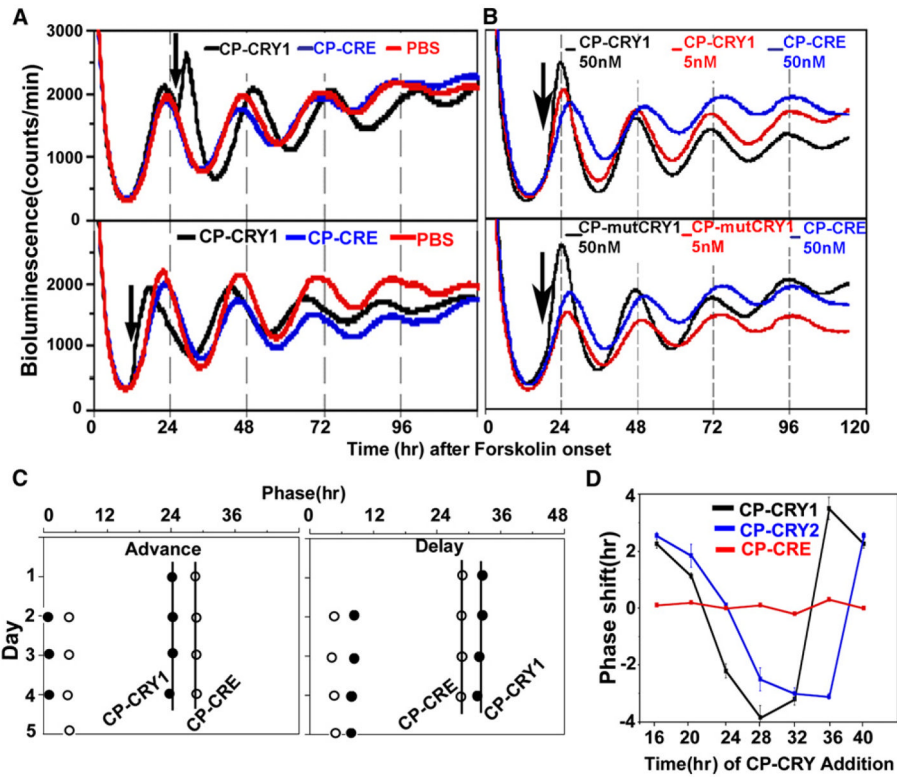 A
3000
CP-CRY1 CP-CRE PBS
2000
1000
0
CP-CRY1 CP-CRE PBS
2000
1000
0
0 24 48 72 96
Bioluminescence(counts/min)
B
CP-CRY1 CP-CRY1 CP-CRE
50nM 5nM 50nM
CP-mutCRY1 CP-mutCRY1 CP-CRE
50nM 5nM 50nM
0 24 48 72 96 120
Time (hr) after Forskolin onset
C
Phase(hr)
0 12 24 36 48
Advance
1
2
3
4
5
Day
CP-CRY1
CP-CRE
0 12 24 36 48
Delay
CP-CRE
CP-CRY1
D
4
2
0
-2
-4
Phase shift(hr)
CP-CRY1
CP-CRY2
CP-CRE
16 20 24 28 32 36 40
Time(hr) of CP-CRY Addition